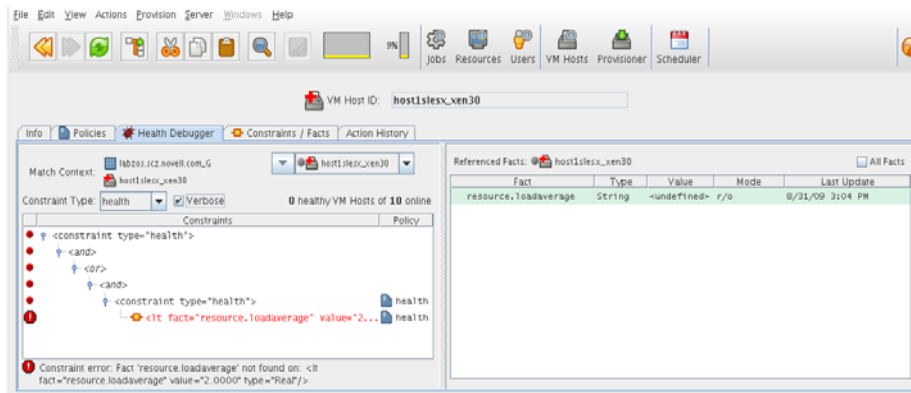 File Edit View Actions Provision Server Windows Help
9%
Jobs Resources Users VM Hosts Provisioner Scheduler
VM Host ID: host1slesx_xen30
Info Policies Health Debugger Constraints / Facts Action History
Match Context: labzos.scz.novell.com_G host1slesx_xen30
host1slesx_xen30
Constraint Type: health Verbose 0 healthy VM Hosts of 10 online
Constraints Policy
<constraint type="health">
<and>
<or>
<and>
<constraint type="health"> health
<lt fact="resource.loadaverage" value="2... health
Constraint error: Fact 'resource.loadaverage' not found on: <lt
fact="resource.loadaverage" value="2.0000" type="Real"/>
Referenced Facts: host1slesx_xen30 All Facts
Fact Type Value Mode Last Update
resource.loadaverage String <undefined> r/o 8/31/09 3:04 PM